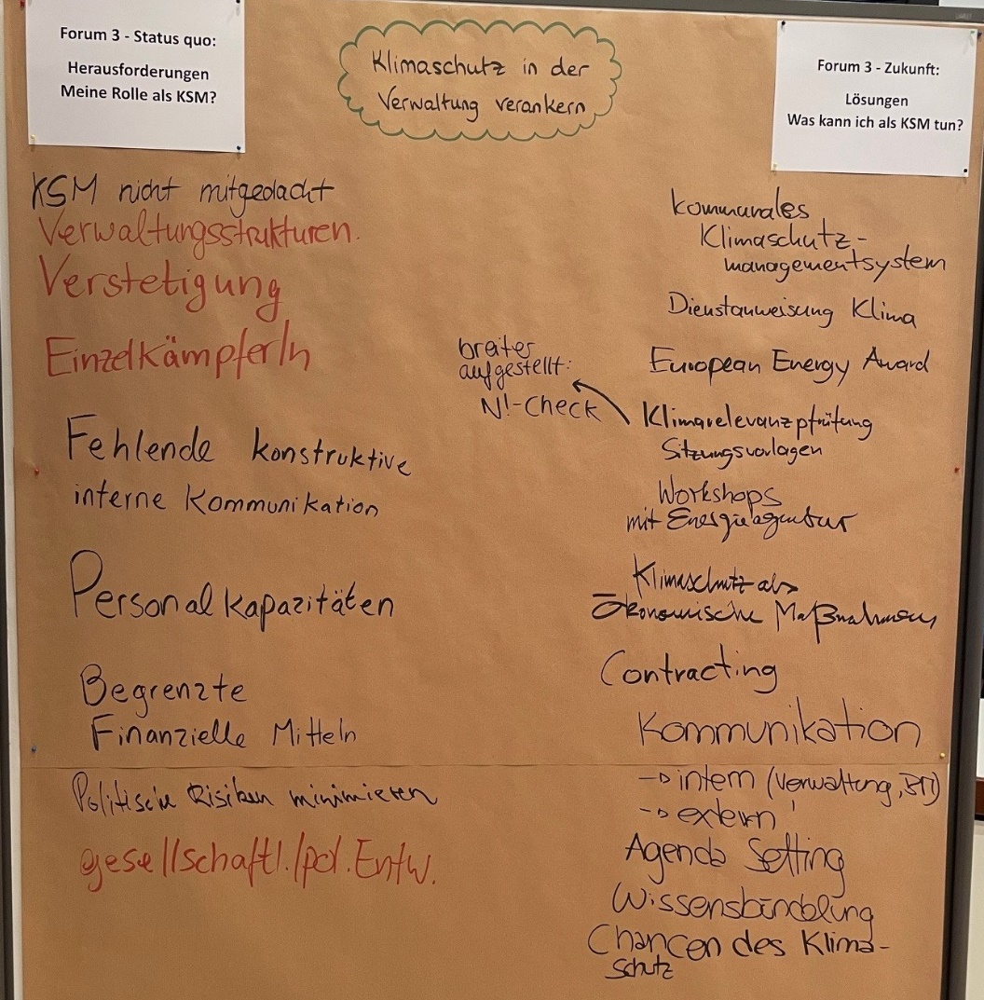 Forum 3 - Status quo:
Herausforderungen
Meine Rolle als KSM?
Klimaschutz in der
Verwaltung verankern
Forum 3 - Zukunft:
Lösungen
Was kann ich als KSM tun?
KSM nicht mitgedacht
Verwaltungsstrukturen.
Verstetigung
EinzelkämpferIn
Fehlende konstruktive
interne Kommunikation
Personalkapazitäten
Begrenzte
Finanzielle Mitteln
Politische Risiken minimieren
gesellschaftl./pol. Entw.
breiter
aufgestellt:
N!-Check
kommunales
Klimaschutz-
managementsystem
Dienstanweisung Klima
European Energy Award
Klimarelevanzpfrüfung
Sitzungsvorlagen
Workshops
mit Energieagentur
Klimaschutz als
Ökonomische Maßnahmen
Contracting
Kommunikation
-> intern (Verwaltung,
-> extern
Agenda Setting
Wissensbündelung
Chancen des Klima-
schutz